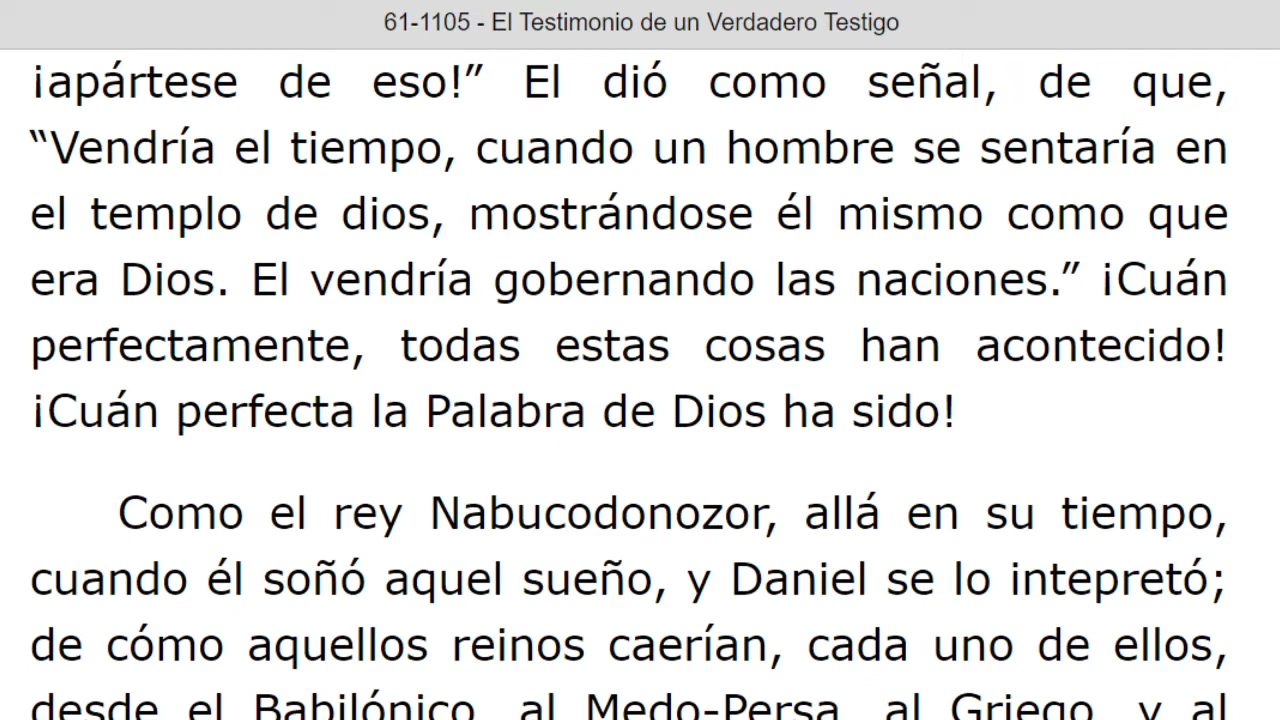 61-1105 - El Testimonio de un Verdadero Testigo
¡apártese de eso!” El dió como señal, de que,
“Vendría el tiempo, cuando un hombre se sentaría en
el templo de dios, mostrándose él mismo como que
era Dios. El vendría gobernando las naciones.” ¡Cuán
perfectamente, todas estas cosas han acontecido!
¡Cuán perfecta la Palabra de Dios ha sido!
Como el rey Nabucodonozor, allá en su tiempo,
cuando él soñó aquel sueño, y Daniel se lo intepretó;
de cómo aquellos reinos caerían, cada uno de ellos,
desde el Babilónico, al Medo-Persa, al Griego, y al